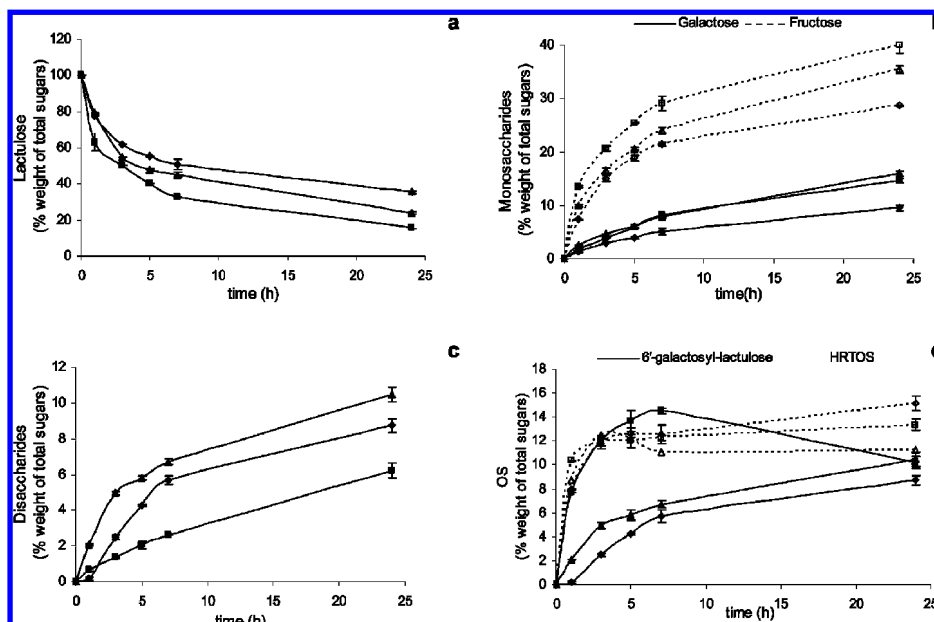 a
120
100
80
60
40
20
0
0 5 10 15 20 25
time (h)
Lactulose
(% weight of total sugars)
Galactose Fructose
40
30
20
10
0
0 5 10 15 20 25
time(h)
Monosaccharides
(% weight of total sugars)
c
12
10
8
6
4
2
0
0 5 10 15 20 25
time (h)
Disaccharides
(% weight of total sugars)
6'-galactosyl-lactulose HRTOS
18
16
14
12
10
8
6
4
2
0
0 5 10 15 20 25
time (h)
OS
(% weight of total sugars)